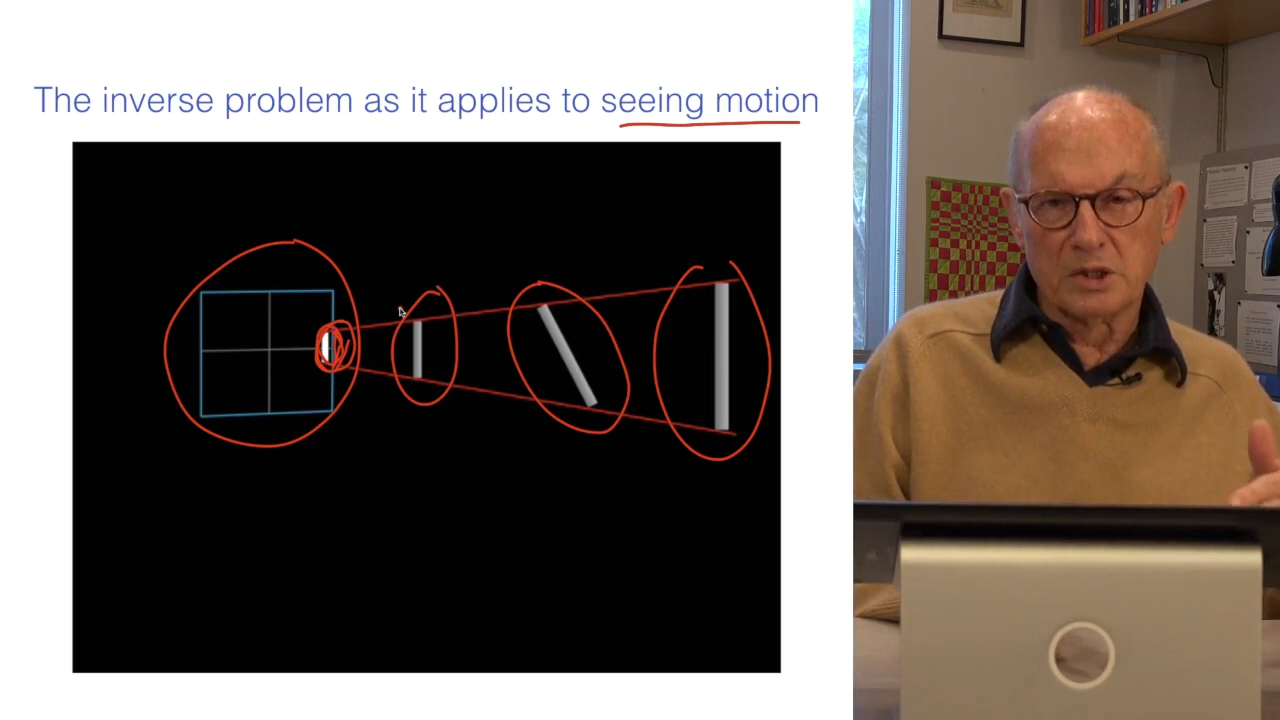 The inverse problem as it applies to seeing motion